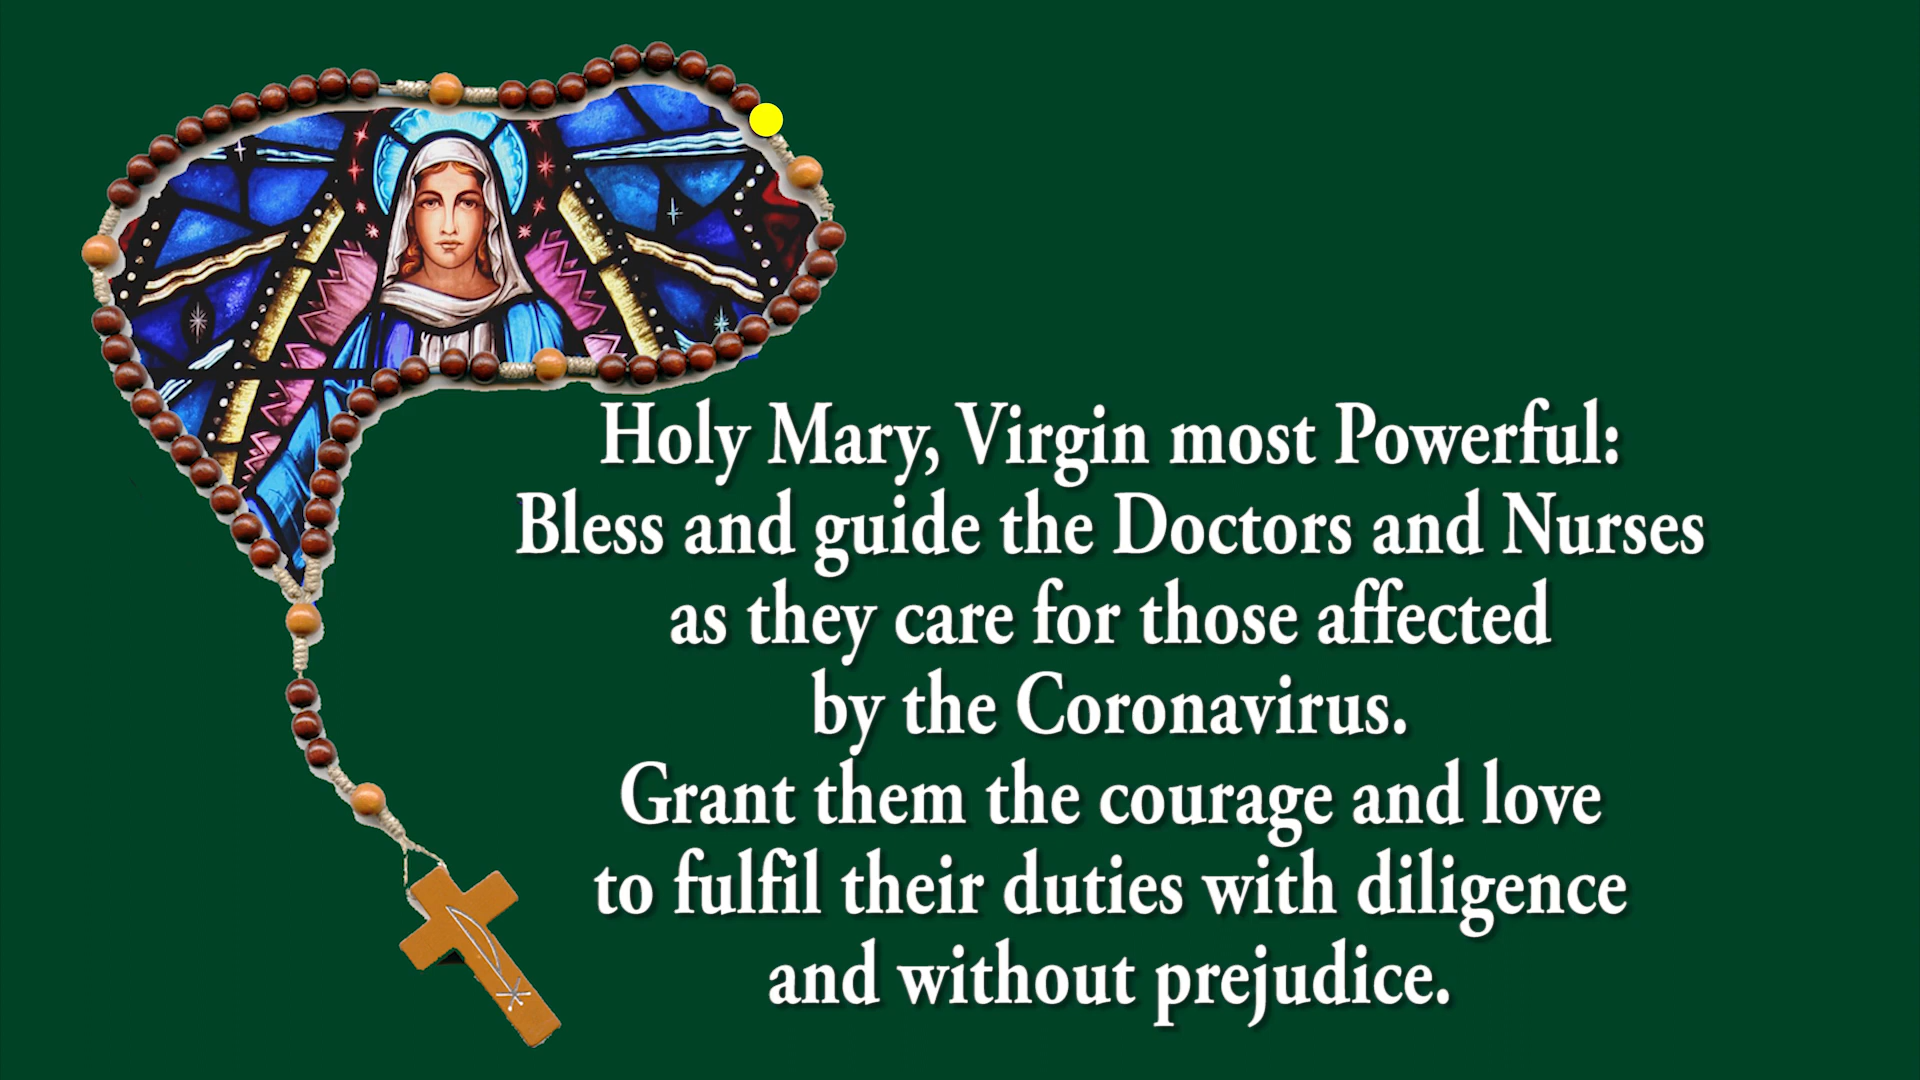 Holy Mary, Virgin most Powerful:
Bless and guide the Doctors and Nurses
as they care for those affected
by the Coronavirus.
Grant them the courage and love
to fulfil their duties with diligence
and without prejudice.